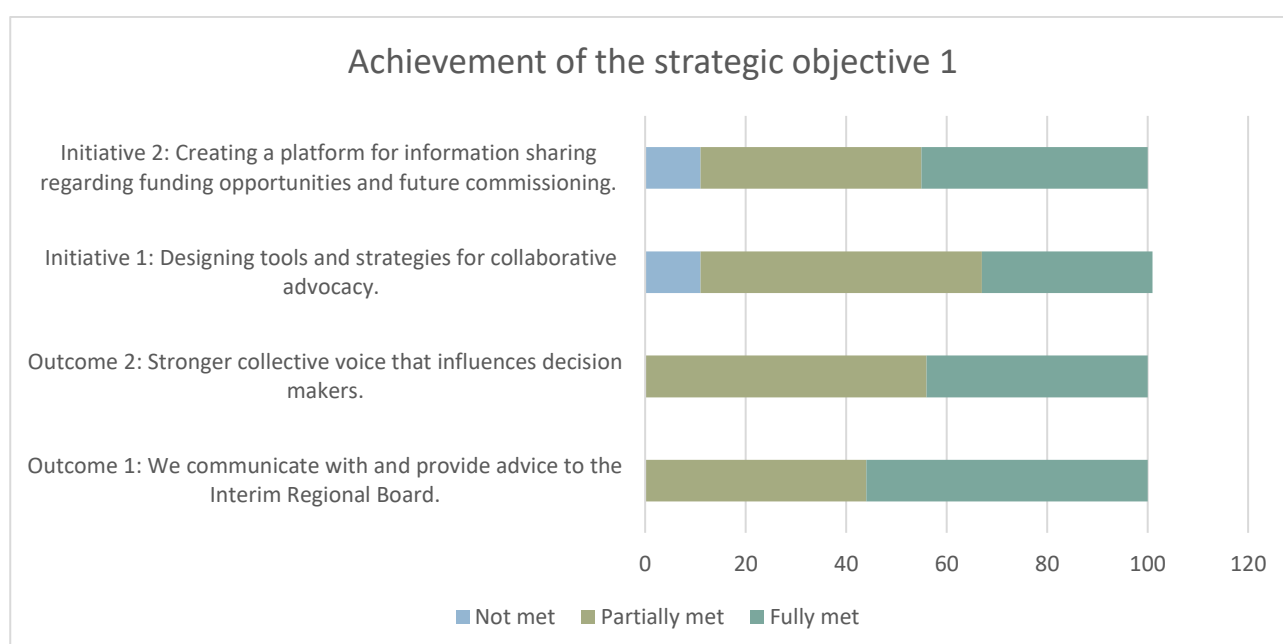 Achievement of the strategic objective 1
Initiative 2: Creating a platform for information sharing
regarding funding opportunities and future commissioning.
Initiative 1: Designing tools and strategies for collaborative
advocacy.
Outcome 2: Stronger collective voice that influences decision
makers.
Outcome 1: We communicate with and provide advice to the
Interim Regional Board.
0 20 40 60 80 100 120
Not met Partially met Fully met